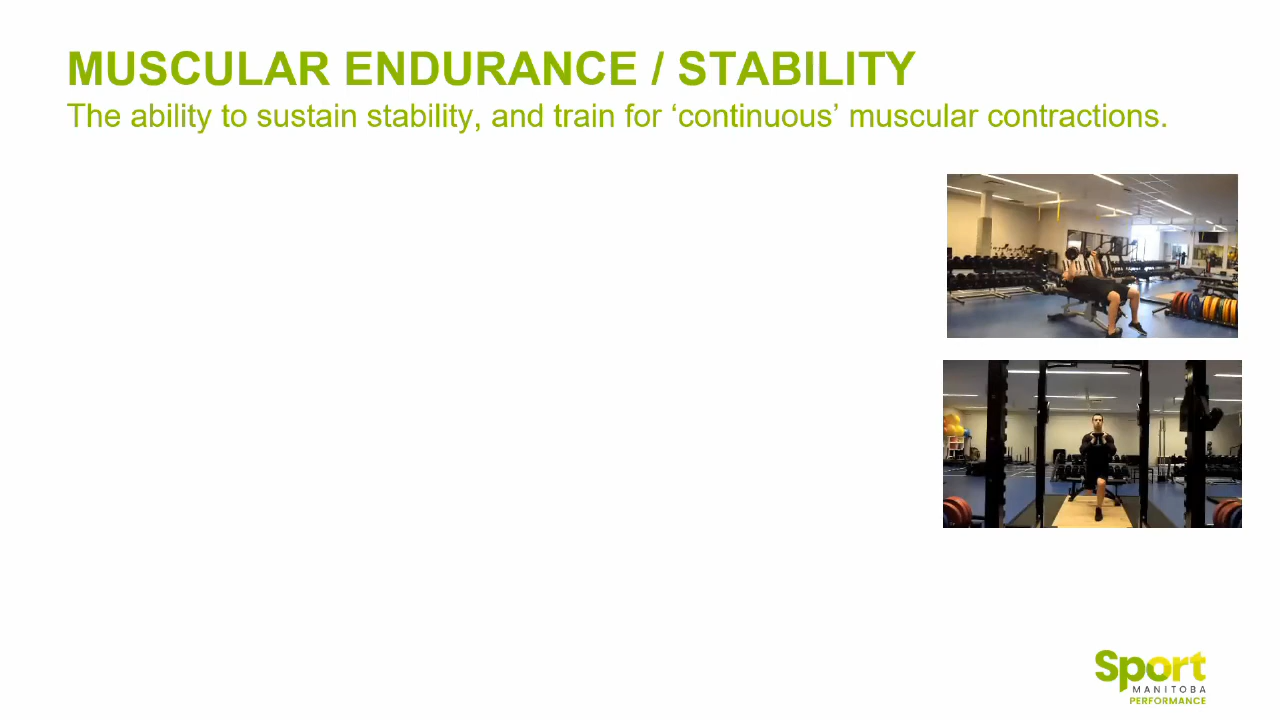 MUSCULAR ENDURANCE / STABILITY
The ability to sustain stability, and train for ‘continuous’ muscular contractions.
Sport
MANITOBA
PERFORMANCE